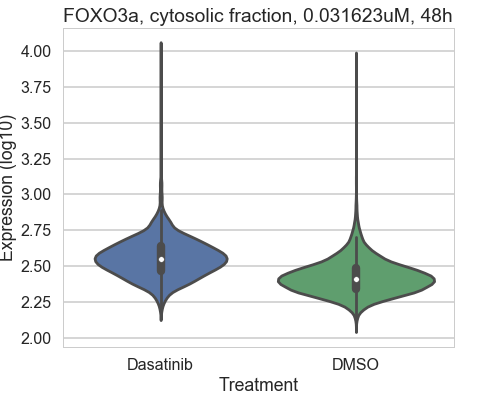 FOXO3a, cytosolic fraction, 0.031623uM, 48h
Expression (log10)
4.00
3.75
3.50
3.25
3.00
2.75
2.50
2.25
2.00
Dasatinib
DMSO
Treatment